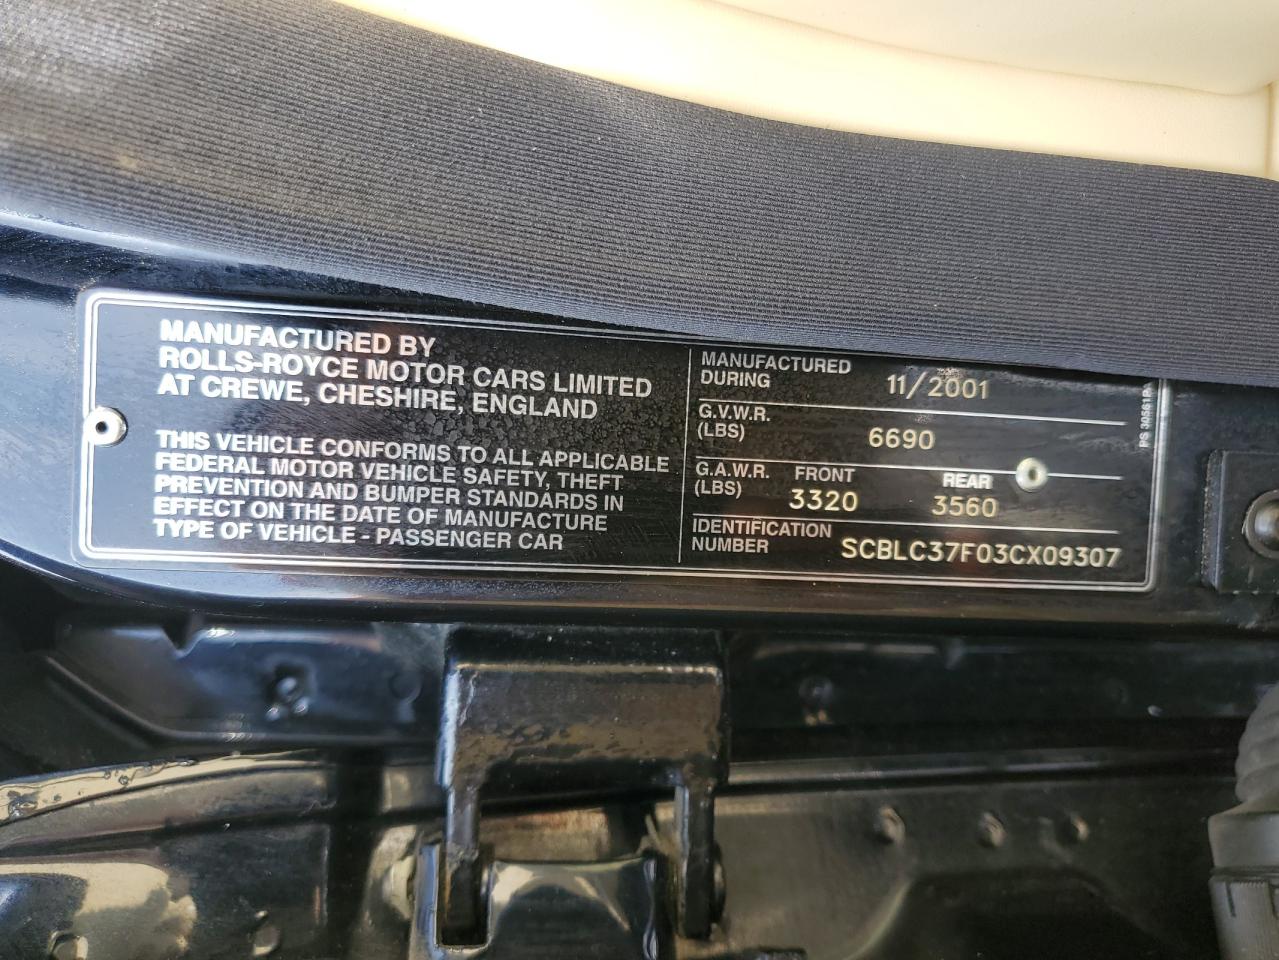 MANUFACTURED BY
ROLLS-ROYCE MOTOR CARS LIMITED
AT CREWE, CHESHIRE, ENGLAND
THIS VEHICLE CONFORMS TO ALL APPLICABLE
FEDERAL MOTOR VEHICLE SAFETY, THEFT
PREVENTION AND BUMPER STANDARDS IN
EFFECT ON THE DATE OF MANUFACTURE
TYPE OF VEHICLE - PASSENGER CAR
MANUFACTURED
DURING 11/2001
G.V.W.R.
(LBS) 6690
G.A.W.R. FRONT REAR
(LBS) 3320 3560
IDENTIFICATION
NUMBER SCBLC37F03CX09307